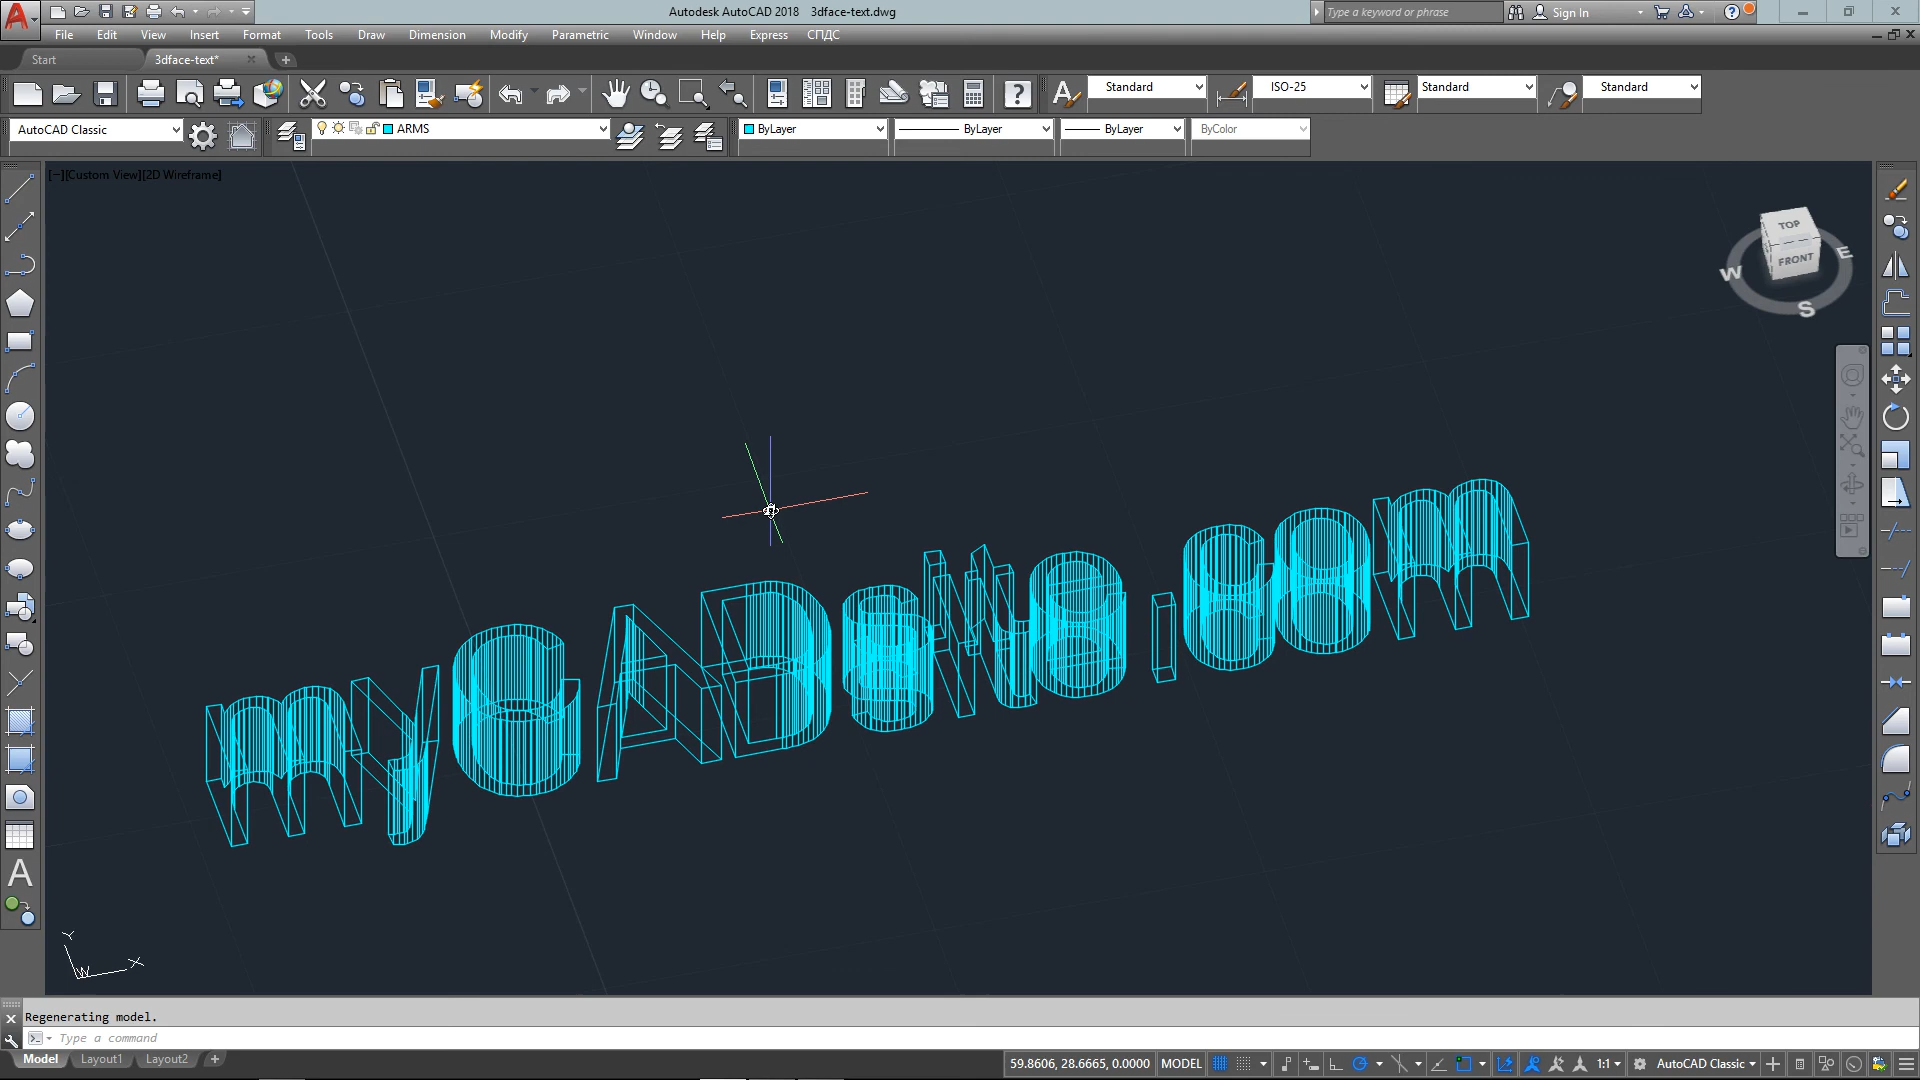 Autodesk AutoCAD 2018 3dface-text.dwg
Type a keyword or phrase
Sign In
File Edit View Insert Format Tools Draw Dimension Modify Parametric Window Help Express СПДС
Start 3dface-text*
Standard ISO-25 Standard Standard
AutoCAD Classic ARMS ByLayer ByLayer ByLayer ByColor
[−][Custom View][2D Wireframe]
TOP
FRONT
W E
S
myCADsite.com
Y
W X
Regenerating model.
Type a command
Model Layout1 Layout2
59.8606, 28.6665, 0.0000 MODEL 1:1 AutoCAD Classic